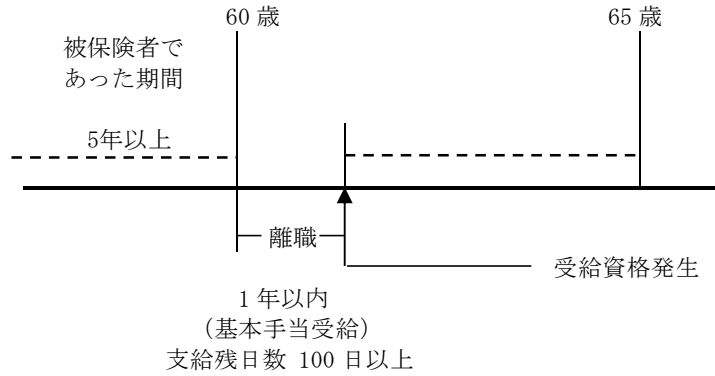 60 歳
65 歳
被保険者で
あった期間
5年以上
離職
受給資格発生
1 年以内
（基本手当受給）
支給残日数 100 日以上